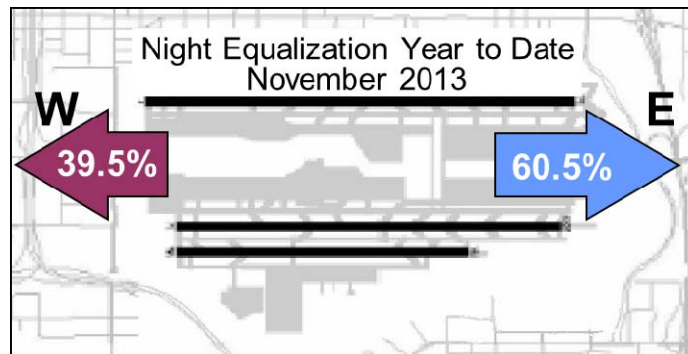 Night Equalization Year to Date
November 2013
W
E
39.5%
60.5%